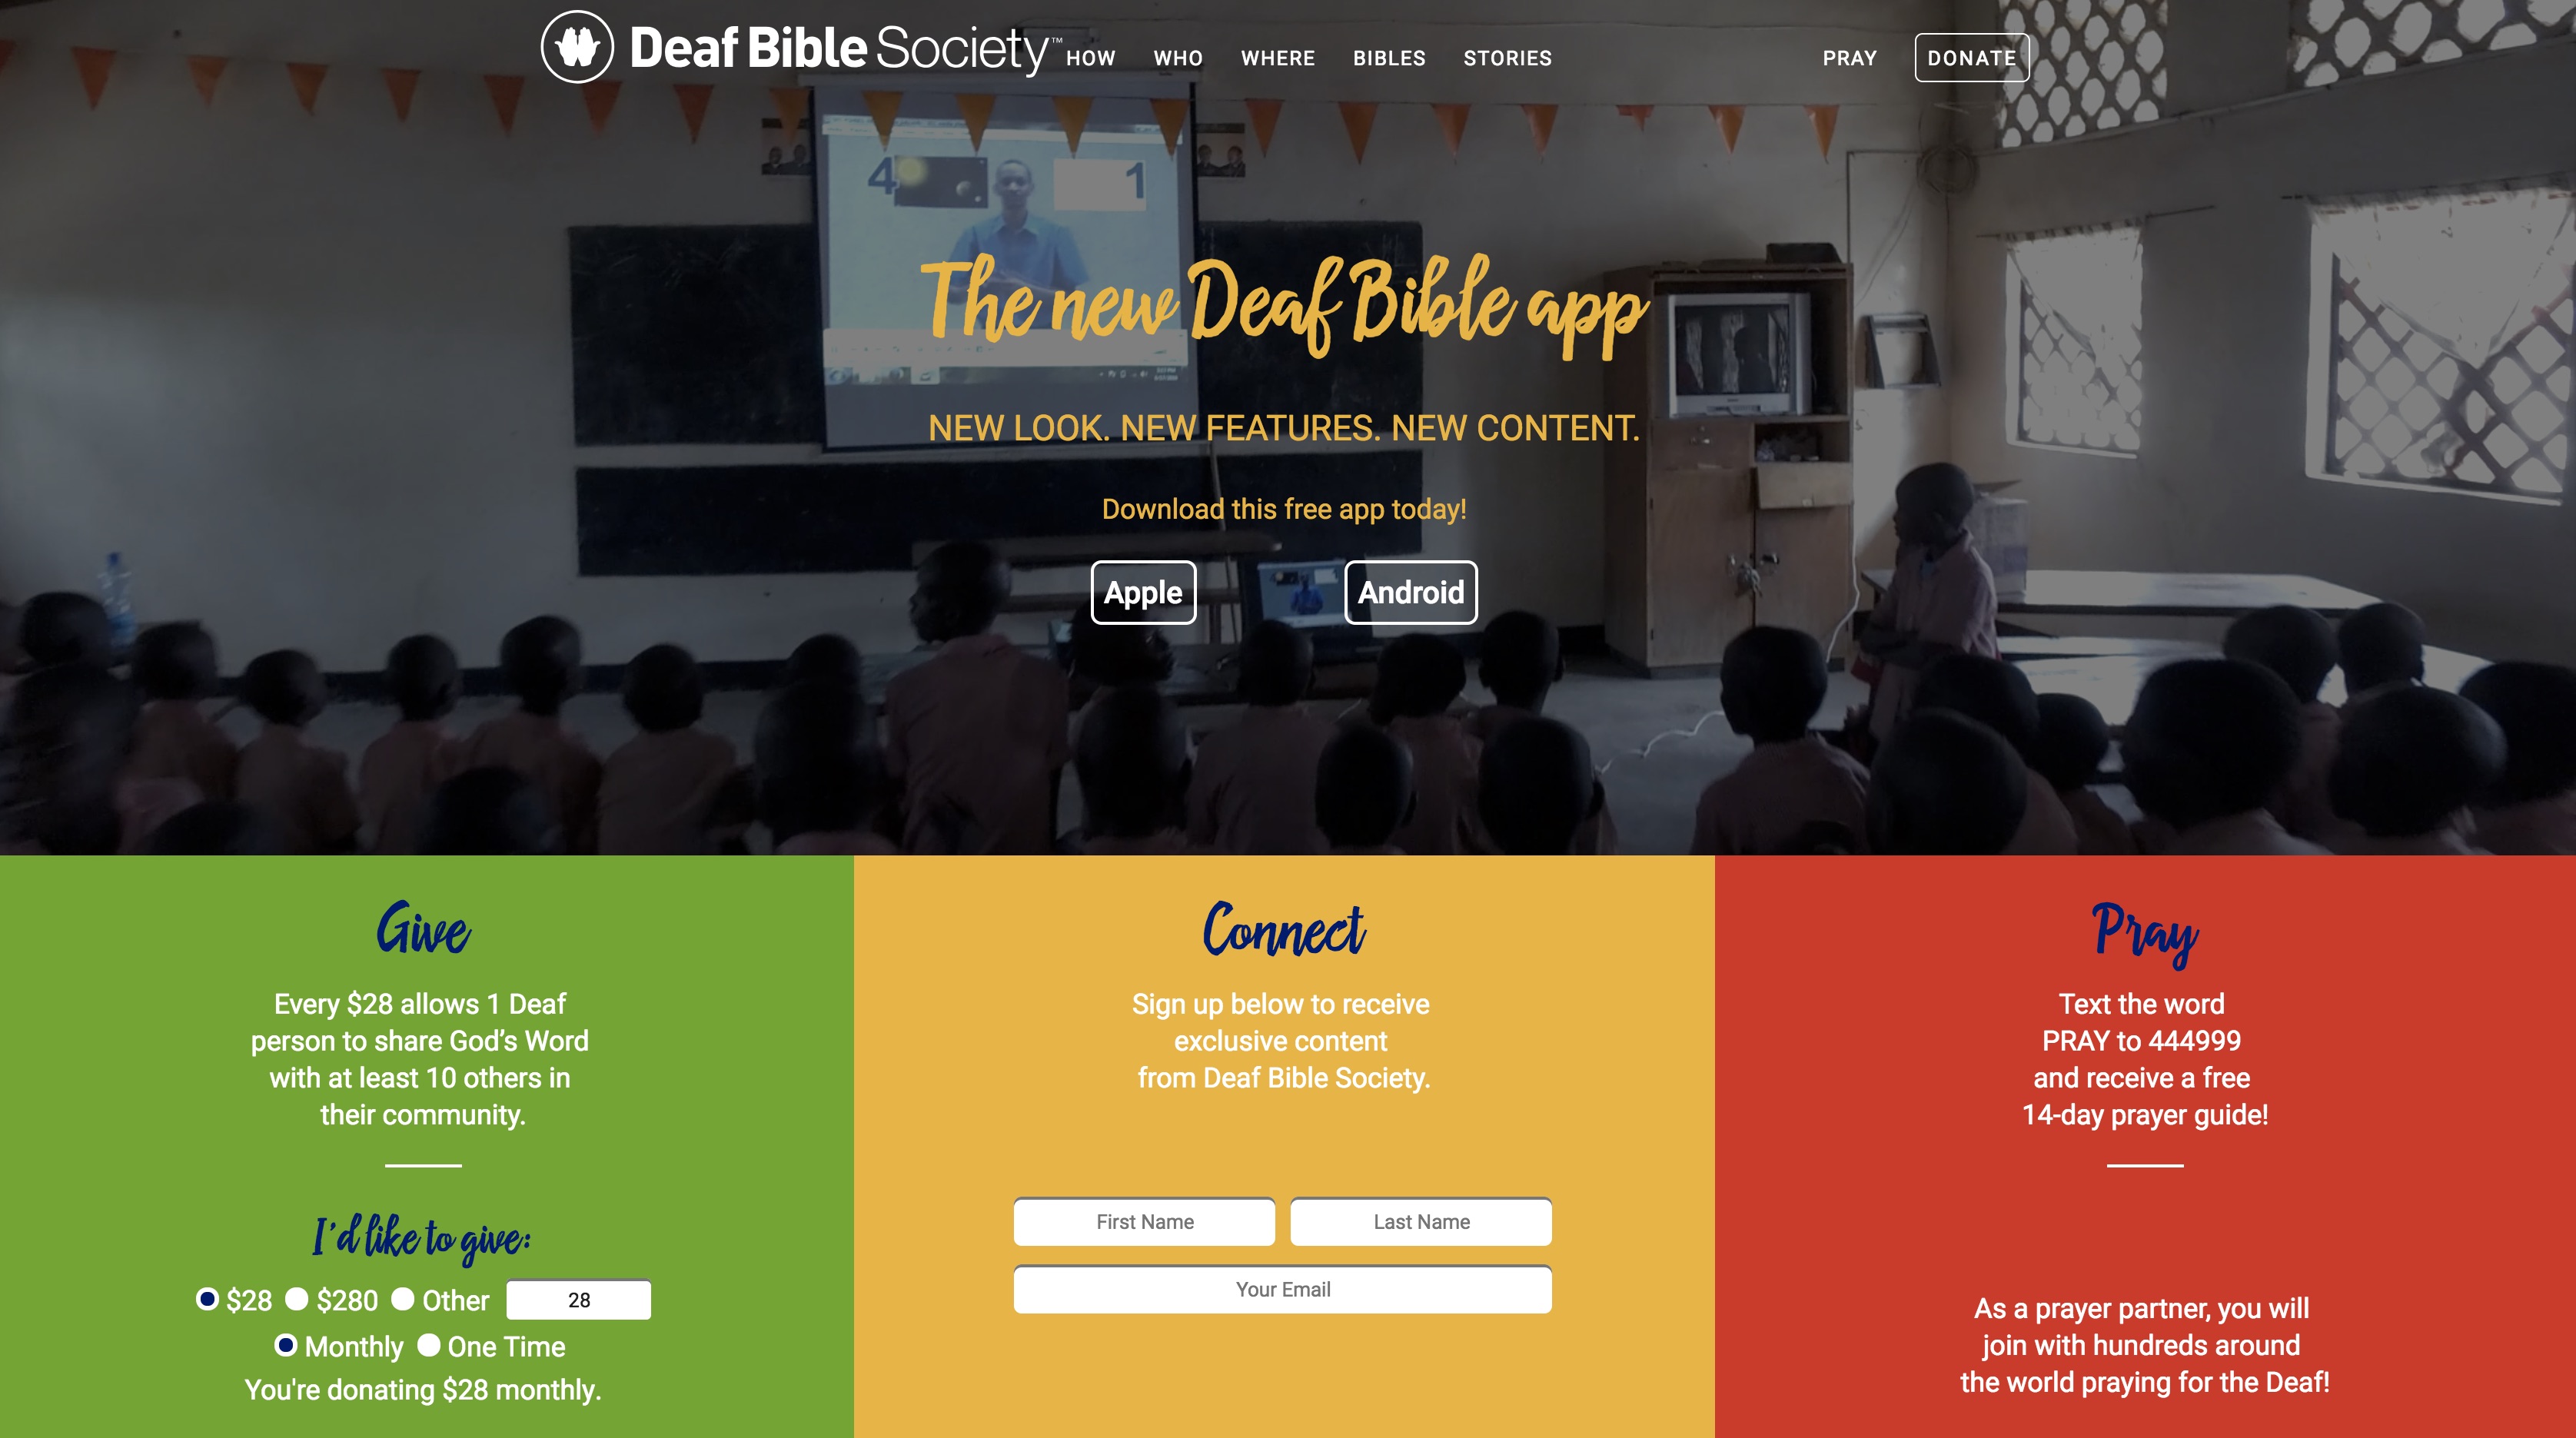 Deaf Bible Society™
HOW WHO WHERE BIBLES STORIES PRAY DONATE
4 1
The new Deaf Bible app
NEW LOOK. NEW FEATURES. NEW CONTENT.
Download this free app today!
Apple Android
Give
Every $28 allows 1 Deaf
person to share God’s Word
with at least 10 others in
their community.
I'd like to give:
$28 $280 Other 28
Monthly One Time
You're donating $28 monthly.
Connect
Sign up below to receive
exclusive content
from Deaf Bible Society.
First Name Last Name
Your Email
Pray
Text the word
PRAY to 444999
and receive a free
14-day prayer guide!
As a prayer partner, you will
join with hundreds around
the world praying for the Deaf!